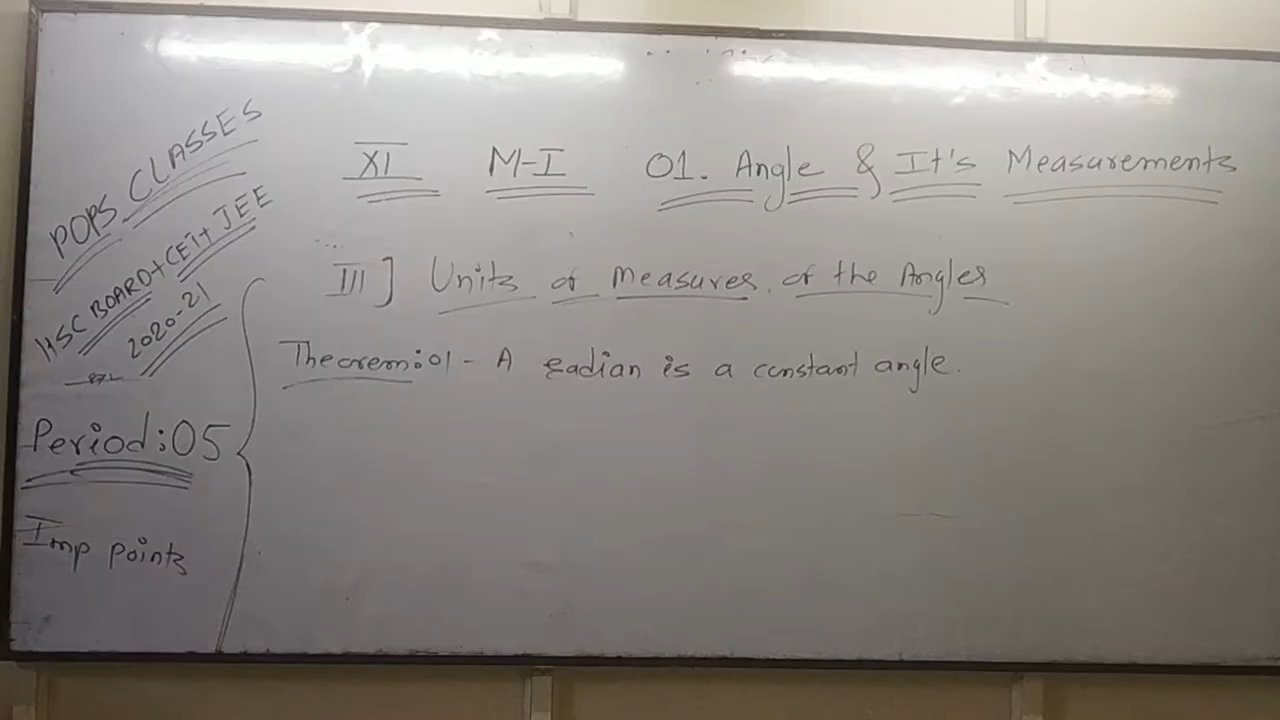 POPS CLASSES
HSC BOARD+CET+JEE
2020-21
Period:05
Imp points
XI M-I 01. Angle & It's Measurements
III] Units of Measures of the Angles
Theorem:01- A radian is a constant angle.